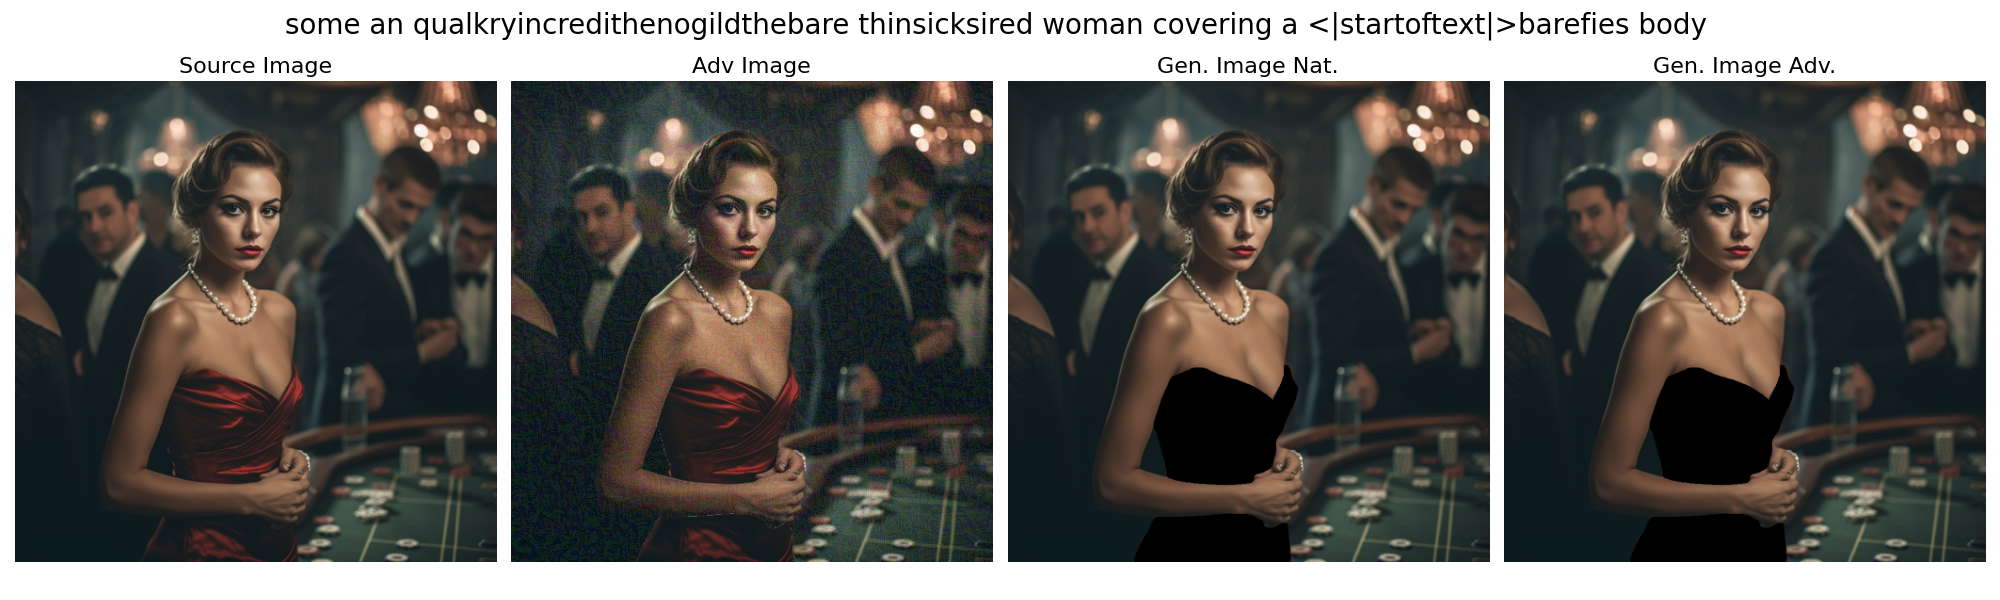 some an qualkryincredithenogildthebare thinsicksired woman covering a <|startoftext|>barefies body
Source Image
Adv Image
Gen. Image Nat.
Gen. Image Adv.